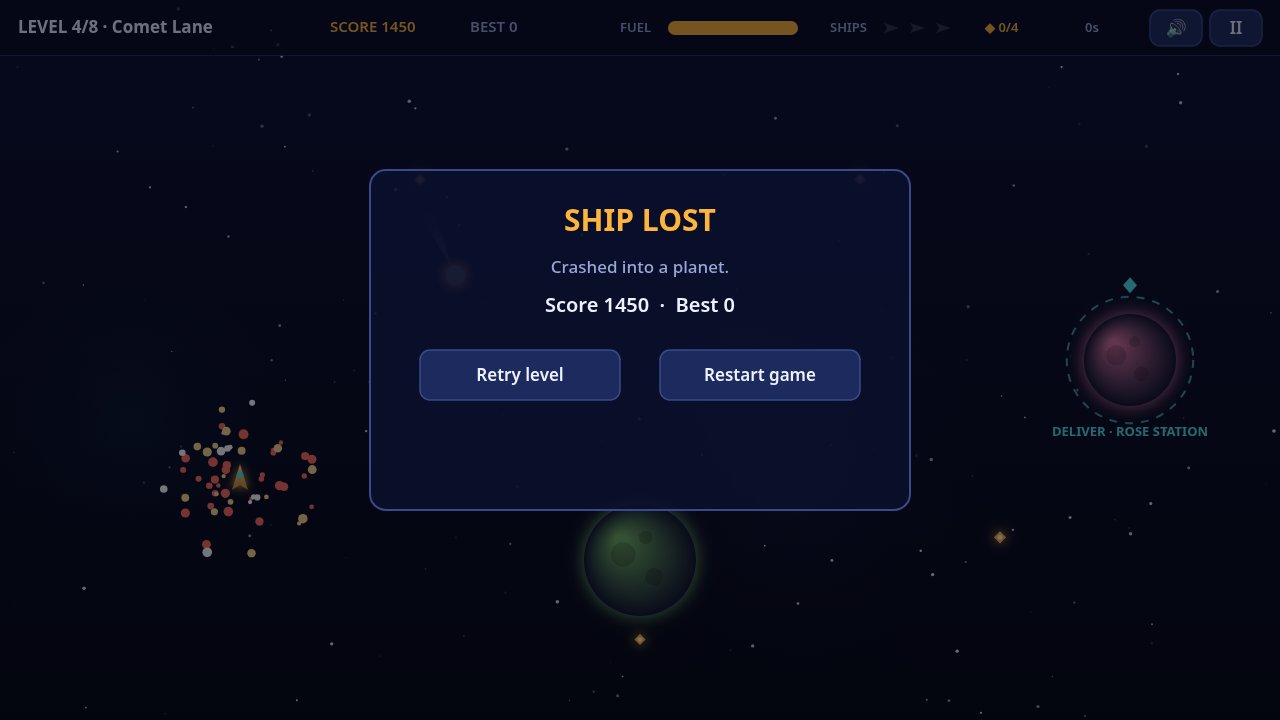 LEVEL 4/8 · Comet Lane
SCORE 1450
BEST 0
FUEL
SHIPS
◆ 0/4
0s
II
SHIP LOST
Crashed into a planet.
Score 1450 · Best 0
Retry level
Restart game
DELIVER · ROSE STATION